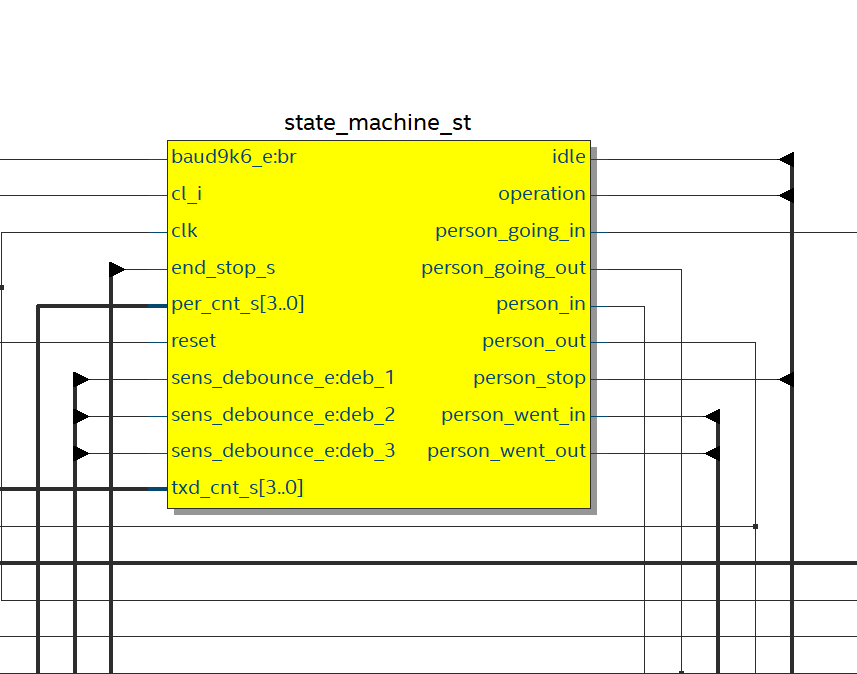 state_machine_st
baud9k6_e:br idle
cl_i operation
clk person_going_in
end_stop_s person_going_out
per_cnt_s[3..0] person_in
reset person_out
sens_debounce_e:deb_1 person_stop
sens_debounce_e:deb_2 person_went_in
sens_debounce_e:deb_3 person_went_out
txd_cnt_s[3..0]